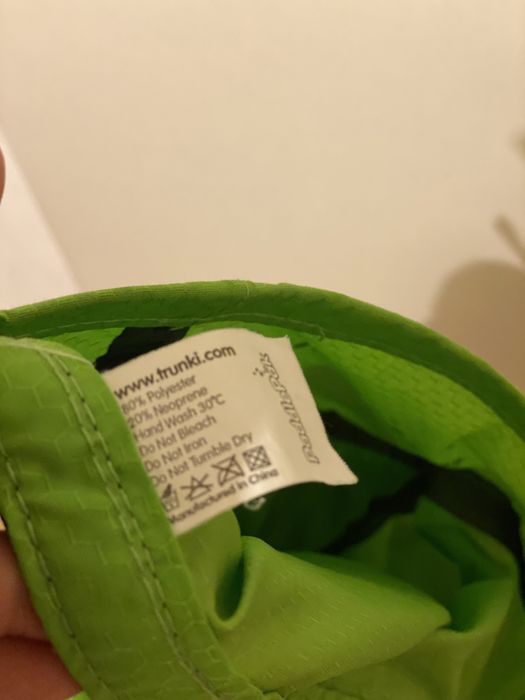 www.trunki.com
80% Polyester
20% Neoprene
Hand Wash 30°C
Do Not Bleach
Do Not Iron
Do Not Tumble Dry
Manufactured in China